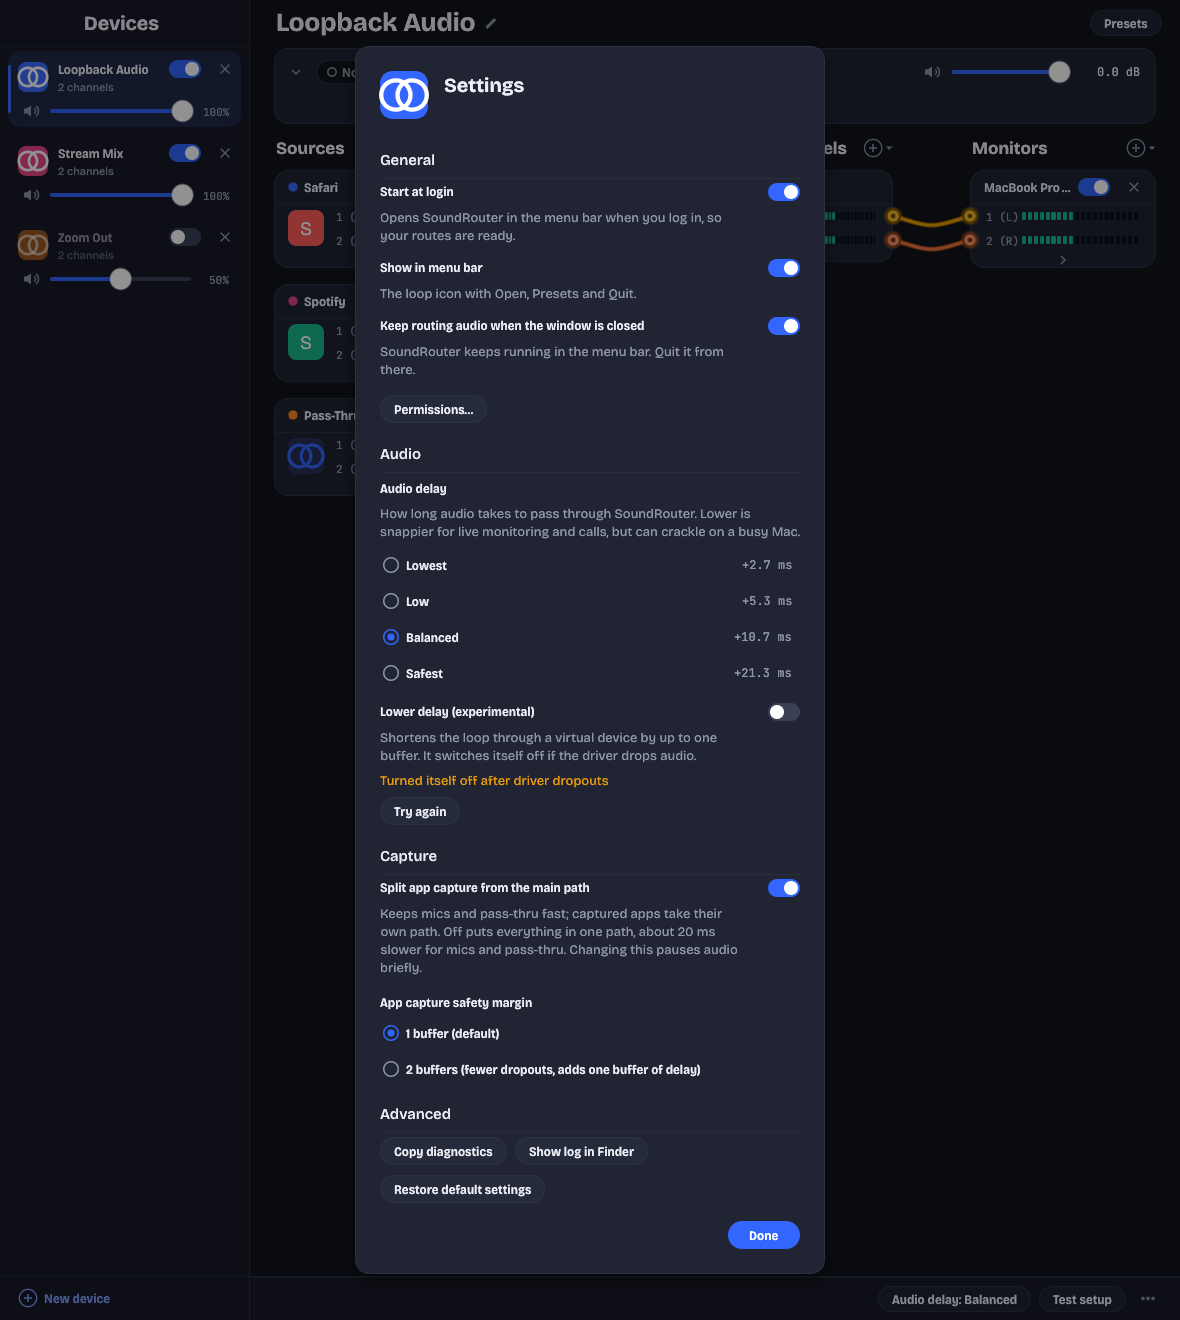 Devices
Loopback Audio
Presets
Loopback Audio
2 channels
100%
0.0 dB
Stream Mix
2 channels
100%
Zoom Out
2 channels
50%
Sources
Monitors
Safari
S
1
2
MacBook Pro ...
1 (L)
2 (R)
Spotify
S
1
2
1
2
Settings
General
Start at login
Opens SoundRouter in the menu bar when you log in, so
your routes are ready.
Show in menu bar
The loop icon with Open, Presets and Quit.
Keep routing audio when the window is closed
SoundRouter keeps running in the menu bar. Quit it from
there.
Permissions...
Audio
Audio delay
How long audio takes to pass through SoundRouter. Lower is
snappier for live monitoring and calls, but can crackle on a busy Mac.
Lowest +2.7 ms
Low +5.3 ms
Balanced +10.7 ms
Safest +21.3 ms
Lower delay (experimental)
Shortens the loop through a virtual device by up to one
buffer. It switches itself off if the driver drops audio.
Turned itself off after driver dropouts
Try again
Capture
Split app capture from the main path
Keeps mics and pass-thru fast; captured apps take their
own path. Off puts everything in one path, about 20 ms
slower for mics and pass-thru. Changing this pauses audio
briefly.
App capture safety margin
1 buffer (default)
2 buffers (fewer dropouts, adds one buffer of delay)
Advanced
Copy diagnostics
Show log in Finder
Restore default settings
Done
New device
Audio delay: Balanced
Test setup